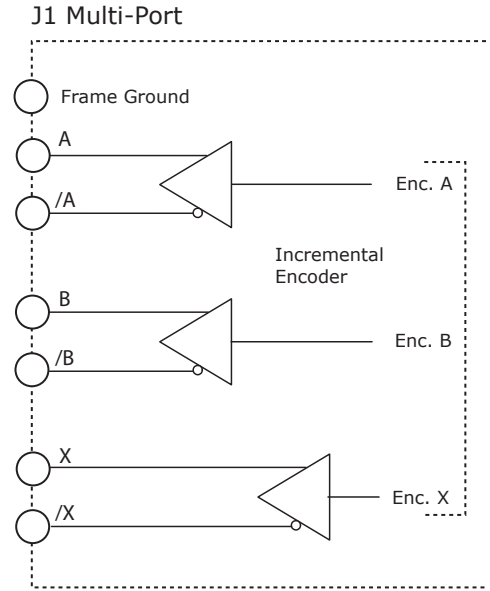 J1 Multi-Port
Frame Ground
A
/A
Enc. A
Incremental
Encoder
B
/B
Enc. B
X
/X
Enc. X